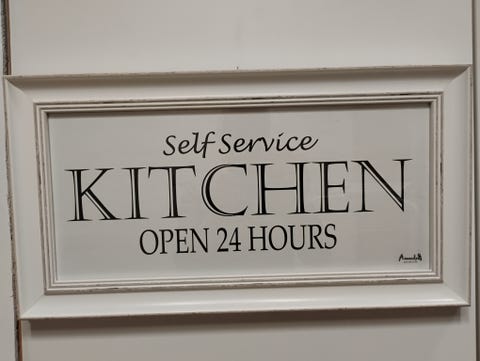 Self Service
KITCHEN
OPEN 24 HOURS